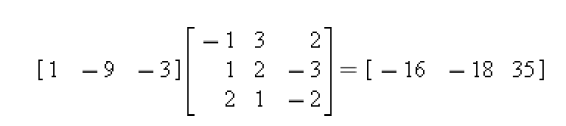 [1 −9 −3] [−1 3 2
1 2 −3
2 1 −2] = [−16 −18 35]